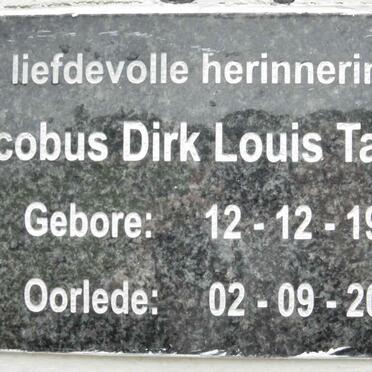 liefdevolle herinnerin
cobus Dirk Louis Ta
Gebore: 12 - 12 - 19
Oorlede: 02 - 09 - 20